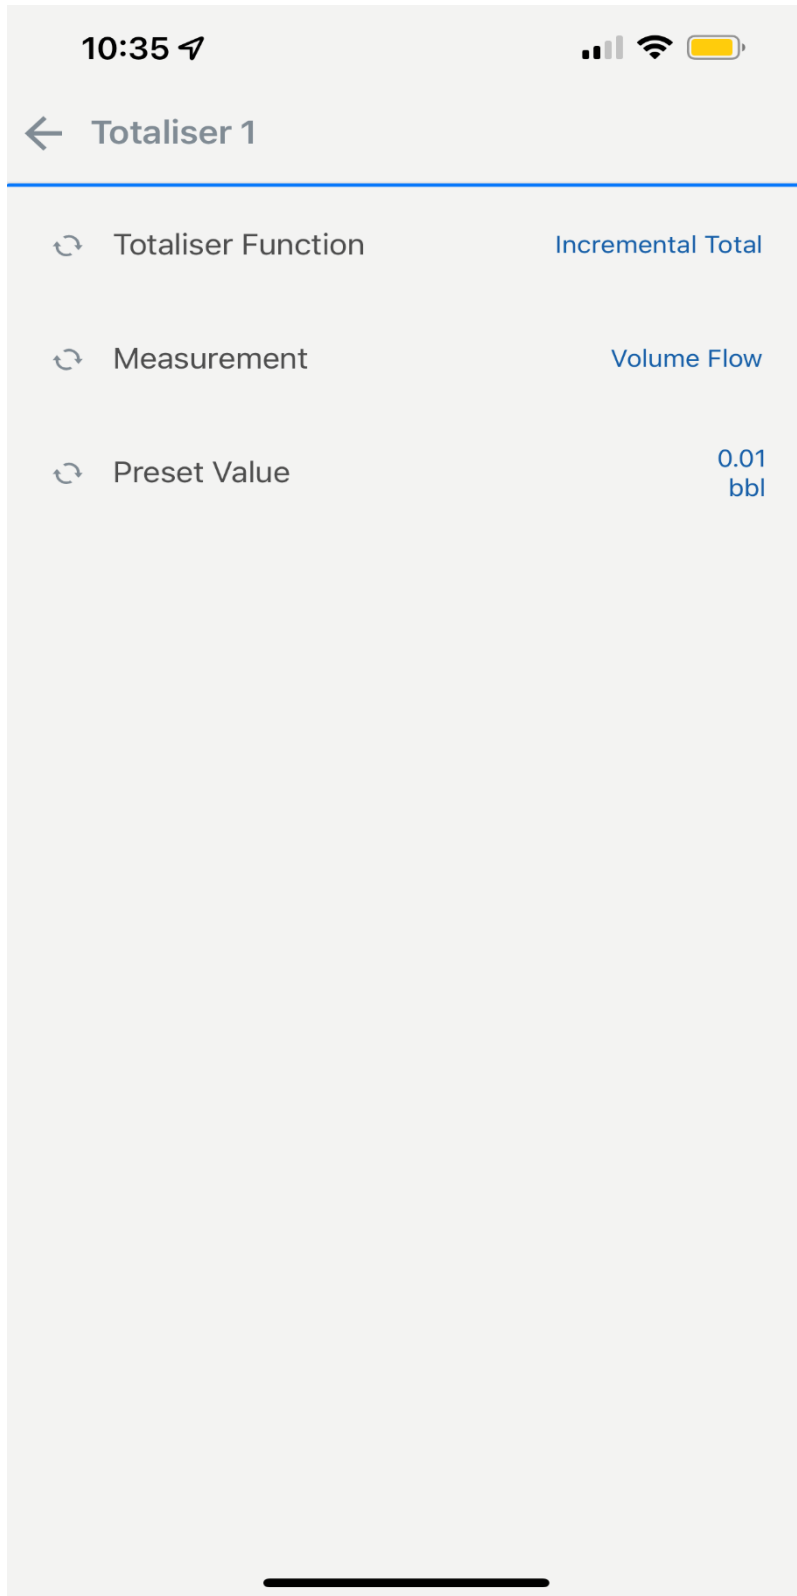 10:35
Totaliser 1
Totaliser Function
Incremental Total
Measurement
Volume Flow
Preset Value
0.01
bbl